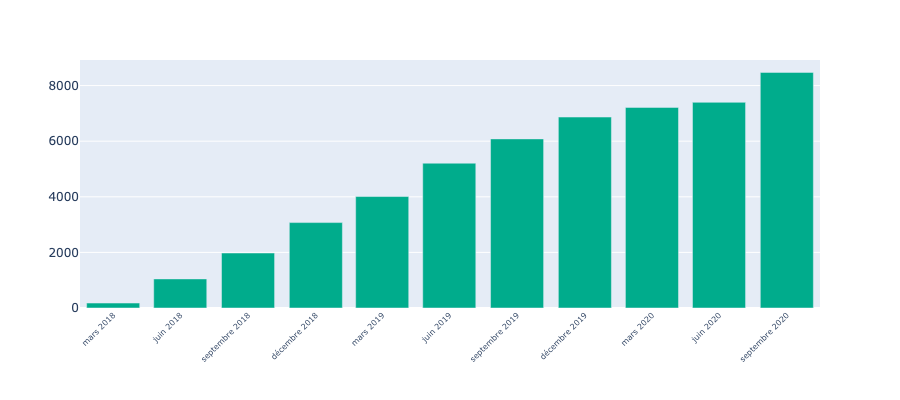 8000
6000
4000
2000
0
mars 2018
juin 2018
septembre 2018
décembre 2018
mars 2019
juin 2019
septembre 2019
décembre 2019
mars 2020
juin 2020
septembre 2020